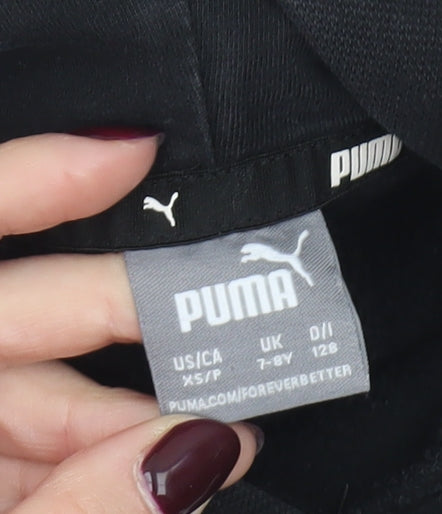 PUMA
PUMA
US/CA UK D/I
XS/P 7-8Y 128
PUMA.COM/FOREVERBETTER